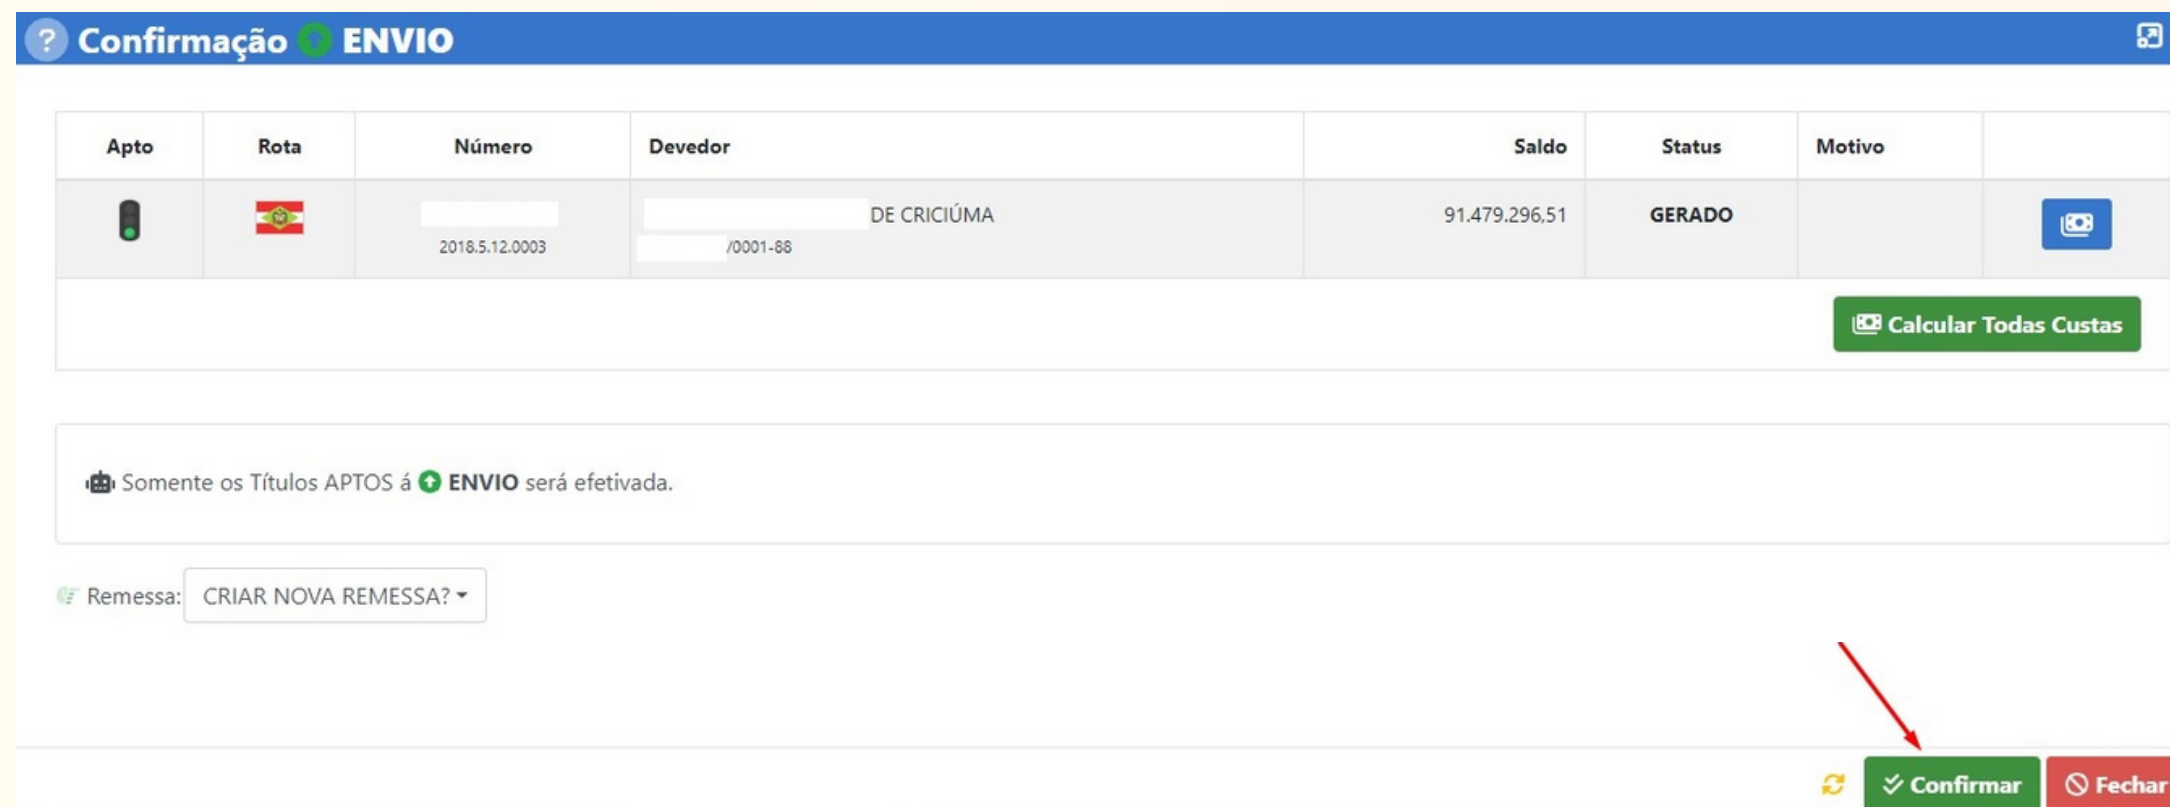 Confirmação ENVIO
Apto Rota Número Devedor Saldo Status Motivo
DE CRICIÚMA 91.479.296,51 GERADO
2018.5.12.0003 /0001-88
Calcular Todas Custas
Somente os Títulos APTOS á ENVIO será efetivada.
Remessa: CRIAR NOVA REMESSA?
Confirmar Fechar